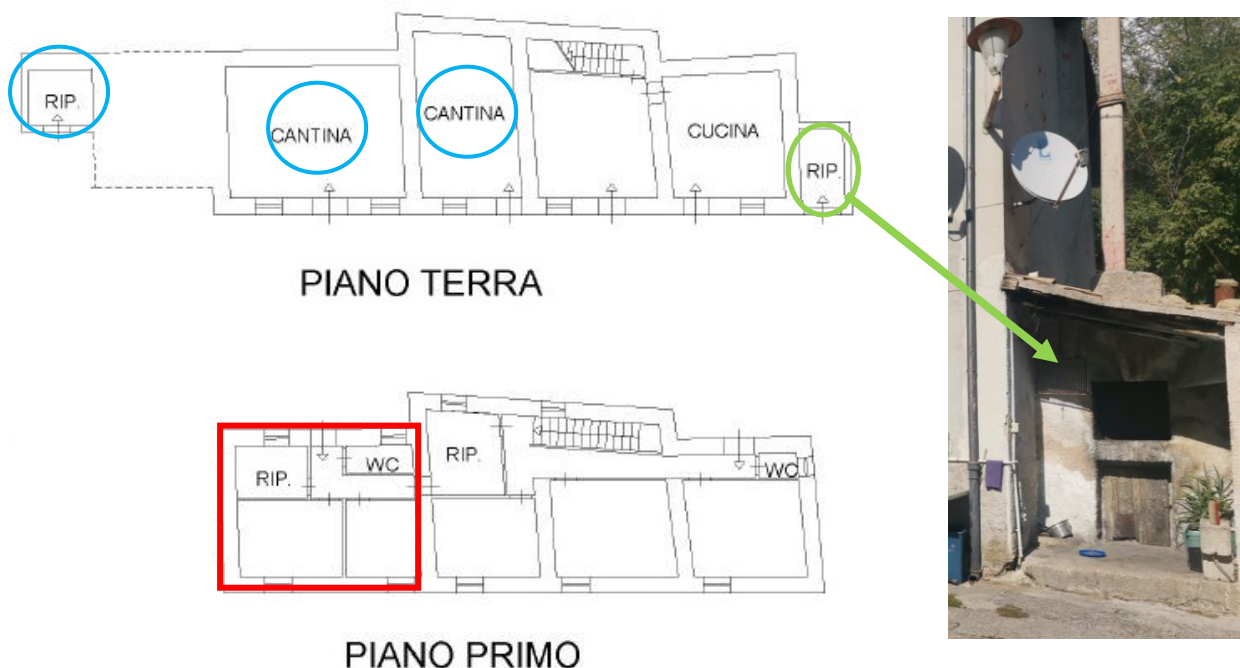 RIP.
CANTINA
CANTINA
CUCINA
RIP.
PIANO TERRA
RIP.
WC
RIP.
WC
PIANO PRIMO